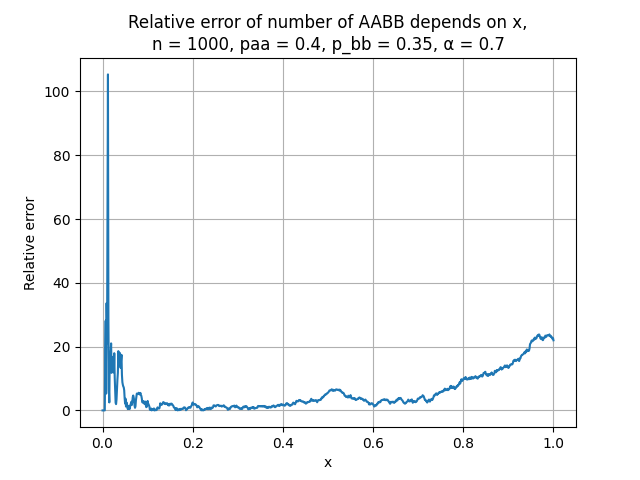 Relative error of number of AABB depends on x,
n = 1000, paa = 0.4, p_bb = 0.35, α = 0.7
Relative error
100
80
60
40
20
0
0.0 0.2 0.4 0.6 0.8 1.0
x